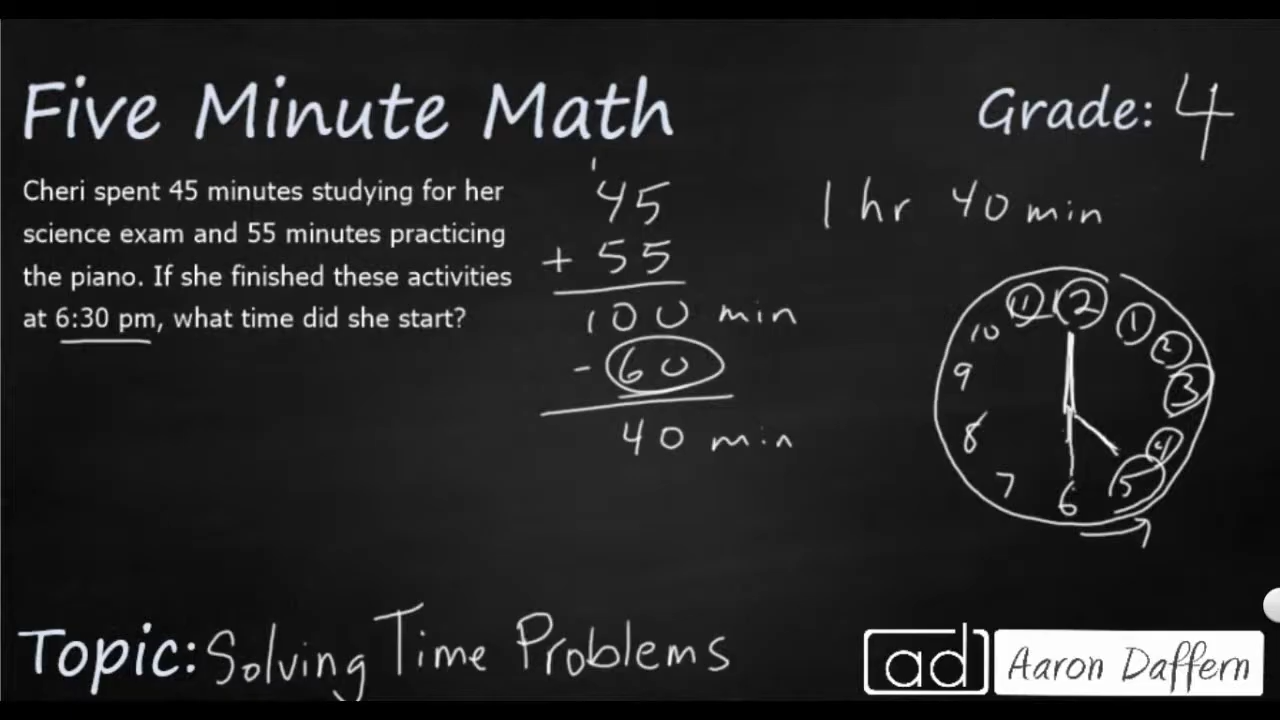 Five Minute Math
Grade: 4
Cheri spent 45 minutes studying for her
science exam and 55 minutes practicing
the piano. If she finished these activities
at 6:30 pm, what time did she start?
1
45
+ 55
100 min
- 60
40 min
1 hr 40 min
11 12 1
10 2
9 3
8 4
7 6 5
Topic: Solving Time Problems
ad Aaron Daffern